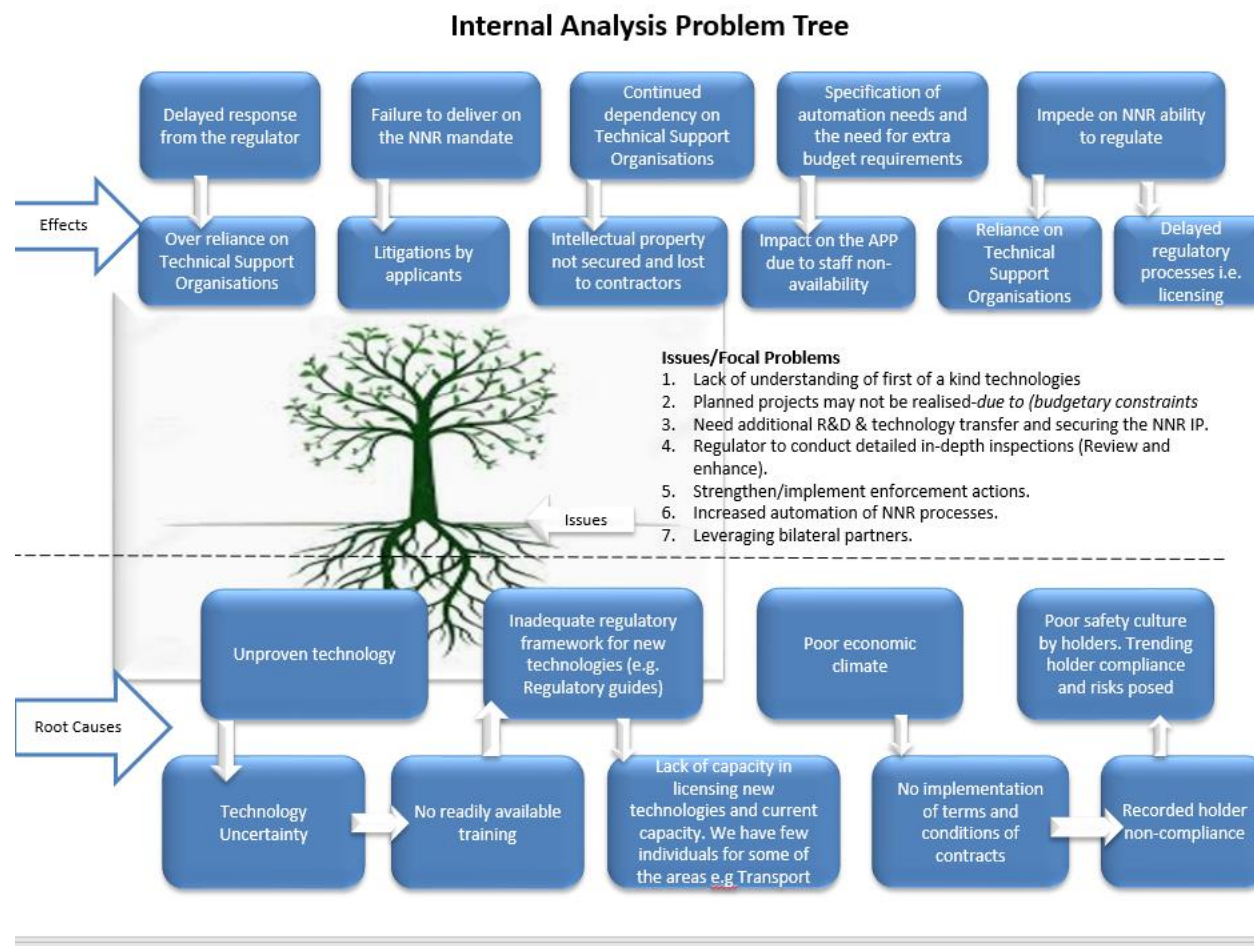 Internal Analysis Problem Tree
Delayed response
from the regulator
Failure to deliver on
the NNR mandate
Continued
dependency on
Technical Support
Organisations
Specification of
automation needs and
the need for extra
budget requirements
Impede on NNR ability
to regulate
Effects
Over reliance on
Technical Support
Organisations
Litigations by
applicants
Intellectual property
not secured and lost
to contractors
Impact on the APP
due to staff non-
availability
Reliance on
Technical
Support
Organisations
Delayed
regulatory
processes i.e.
licensing
Issues/Focal Problems
1. Lack of understanding of first of a kind technologies
2. Planned projects may not be realised-due to (budgetary constraints
3. Need additional R&D & technology transfer and securing the NNR IP.
4. Regulator to conduct detailed in-depth inspections (Review and
enhance).
5. Strengthen/implement enforcement actions.
6. Increased automation of NNR processes.
7. Leveraging bilateral partners.
Issues
Unproven technology
Inadequate regulatory
framework for new
technologies (e.g.
Regulatory guides)
Poor economic
climate
Poor safety culture
by holders. Trending
holder compliance
and risks posed
Root Causes
Technology
Uncertainty
No readily available
training
Lack of capacity in
licensing new
technologies and current
capacity. We have few
individuals for some of
the areas e.g Transport
No implementation
of terms and
conditions of
contracts
Recorded holder
non-compliance